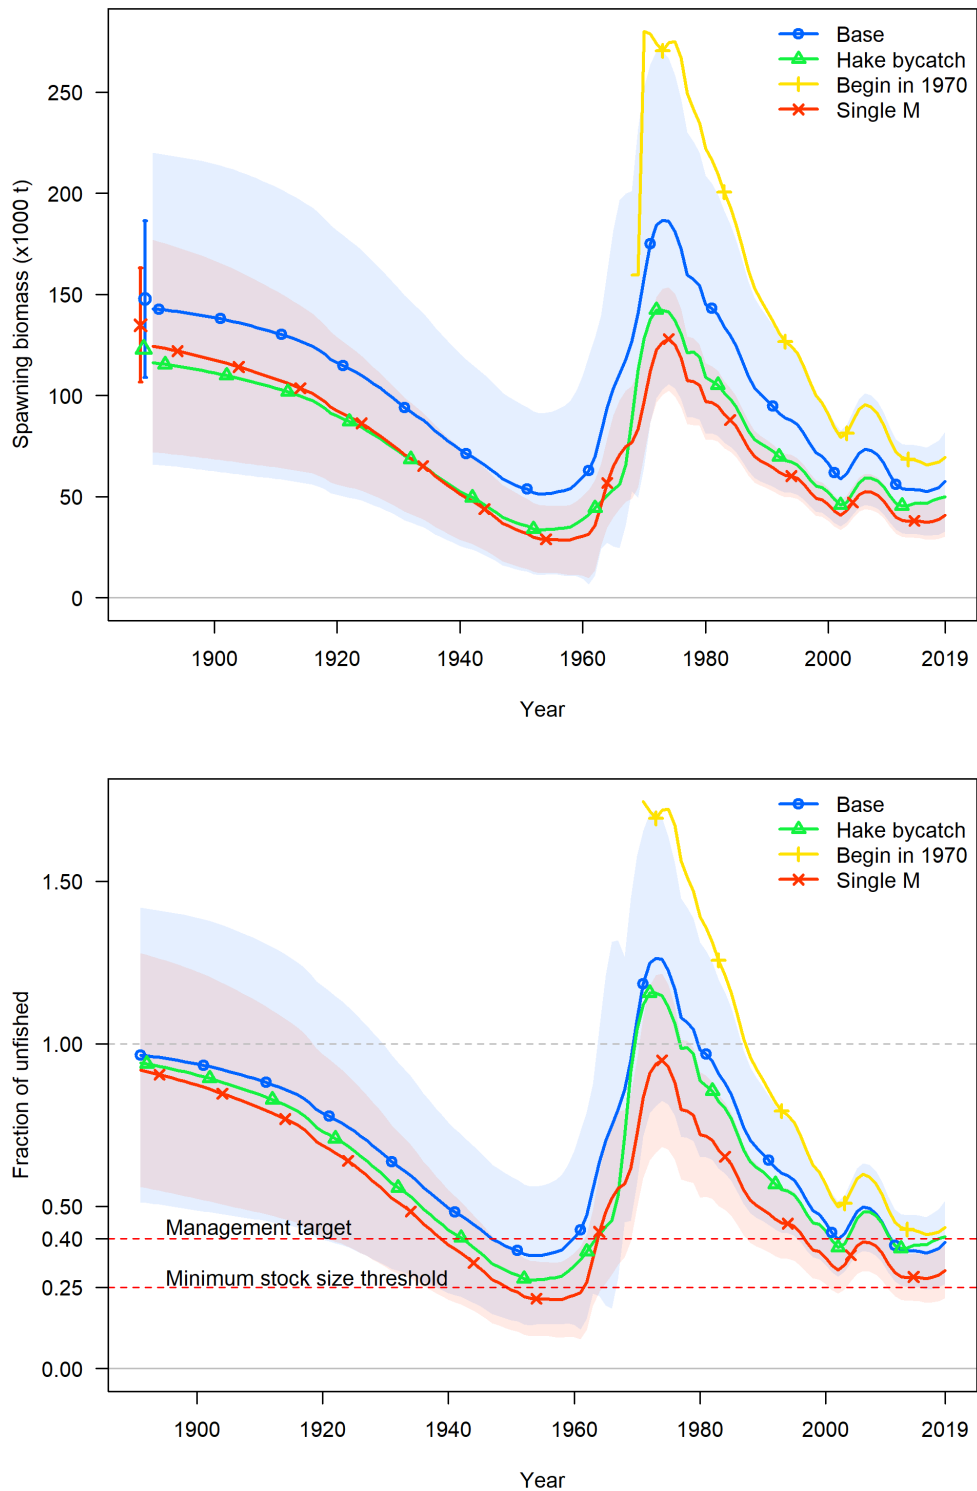 Base
Hake bycatch
Begin in 1970
Single M
Spawning biomass (x1000 t)
250
200
150
100
50
0
1900 1920 1940 1960 1980 2000 2019
Year
Base
Hake bycatch
Begin in 1970
Single M
Fraction of unfished
1.50
1.00
0.50
0.40
0.25
0.00
Management target
Minimum stock size threshold
1900 1920 1940 1960 1980 2000 2019
Year